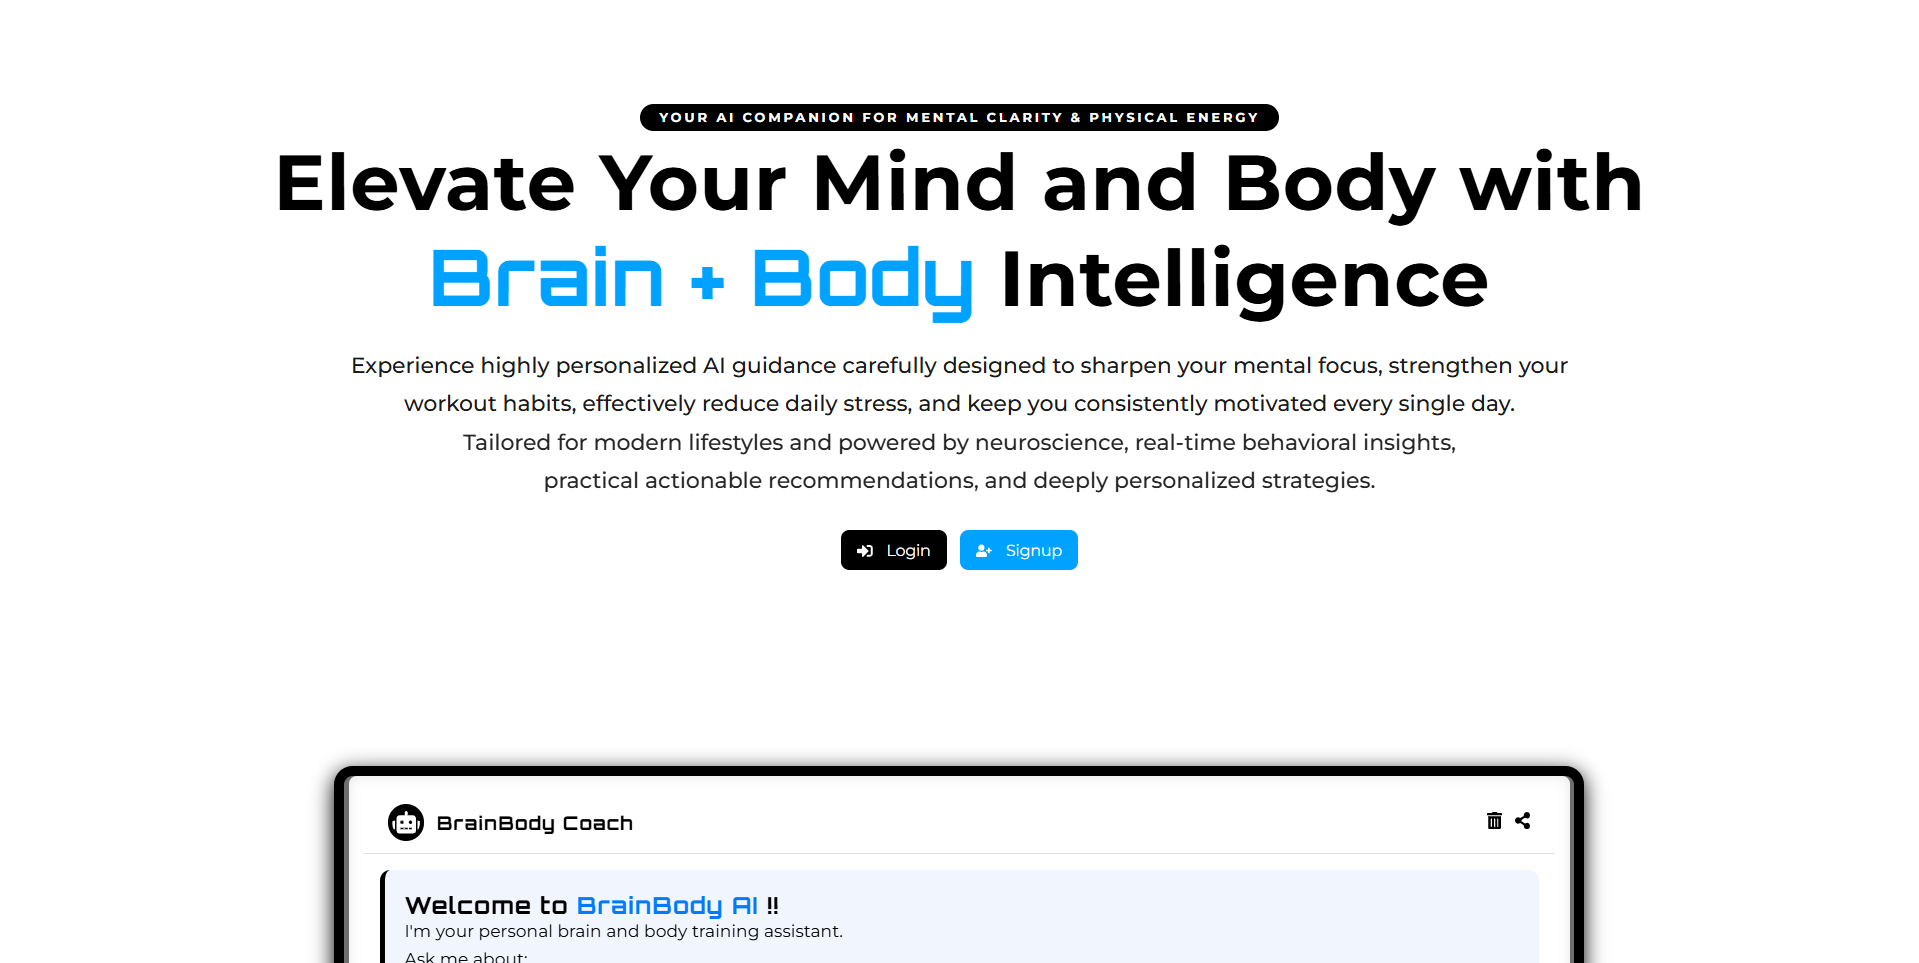 YOUR AI COMPANION FOR MENTAL CLARITY & PHYSICAL ENERGY
Elevate Your Mind and Body with
Brain + Body Intelligence
Experience highly personalized AI guidance carefully designed to sharpen your mental focus, strengthen your
workout habits, effectively reduce daily stress, and keep you consistently motivated every single day.
Tailored for modern lifestyles and powered by neuroscience, real-time behavioral insights,
practical actionable recommendations, and deeply personalized strategies.
Login Signup
BrainBody Coach
Welcome to BrainBody AI !!
I'm your personal brain and body training assistant.
Ask me about: